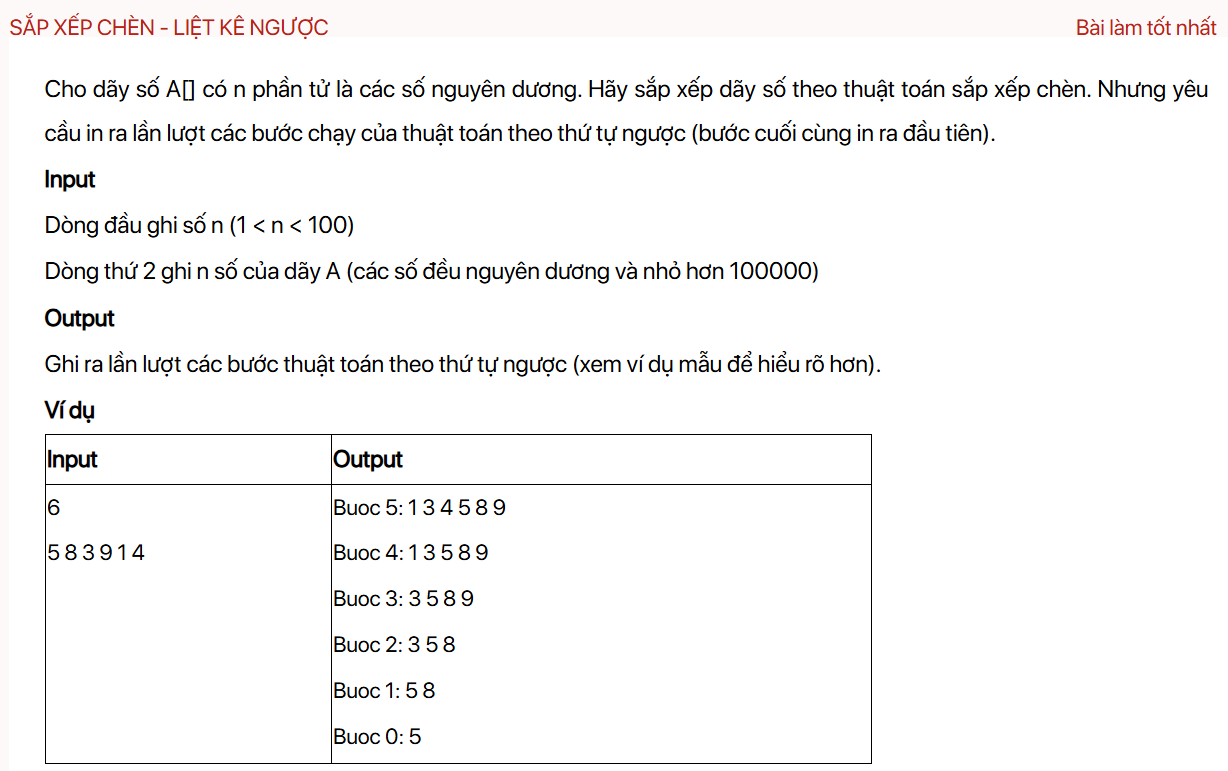 SẮP XẾP CHÈN - LIỆT KÊ NGƯỢC
Bài làm tốt nhất
Cho dãy số A[] có n phần tử là các số nguyên dương. Hãy sắp xếp dãy số theo thuật toán sắp xếp chèn. Nhưng yêu
cầu in ra lần lượt các bước chạy của thuật toán theo thứ tự ngược (bước cuối cùng in ra đầu tiên).
Input
Dòng đầu ghi số n (1 < n < 100)
Dòng thứ 2 ghi n số của dãy A (các số đều nguyên dương và nhỏ hơn 100000)
Output
Ghi ra lần lượt các bước thuật toán theo thứ tự ngược (xem ví dụ mẫu để hiểu rõ hơn).
Ví dụ
Input
Output
6
5 8 3 9 1 4
Buoc 5: 1 3 4 5 8 9
Buoc 4: 1 3 5 8 9
Buoc 3: 3 5 8 9
Buoc 2: 3 5 8
Buoc 1: 5 8
Buoc 0: 5